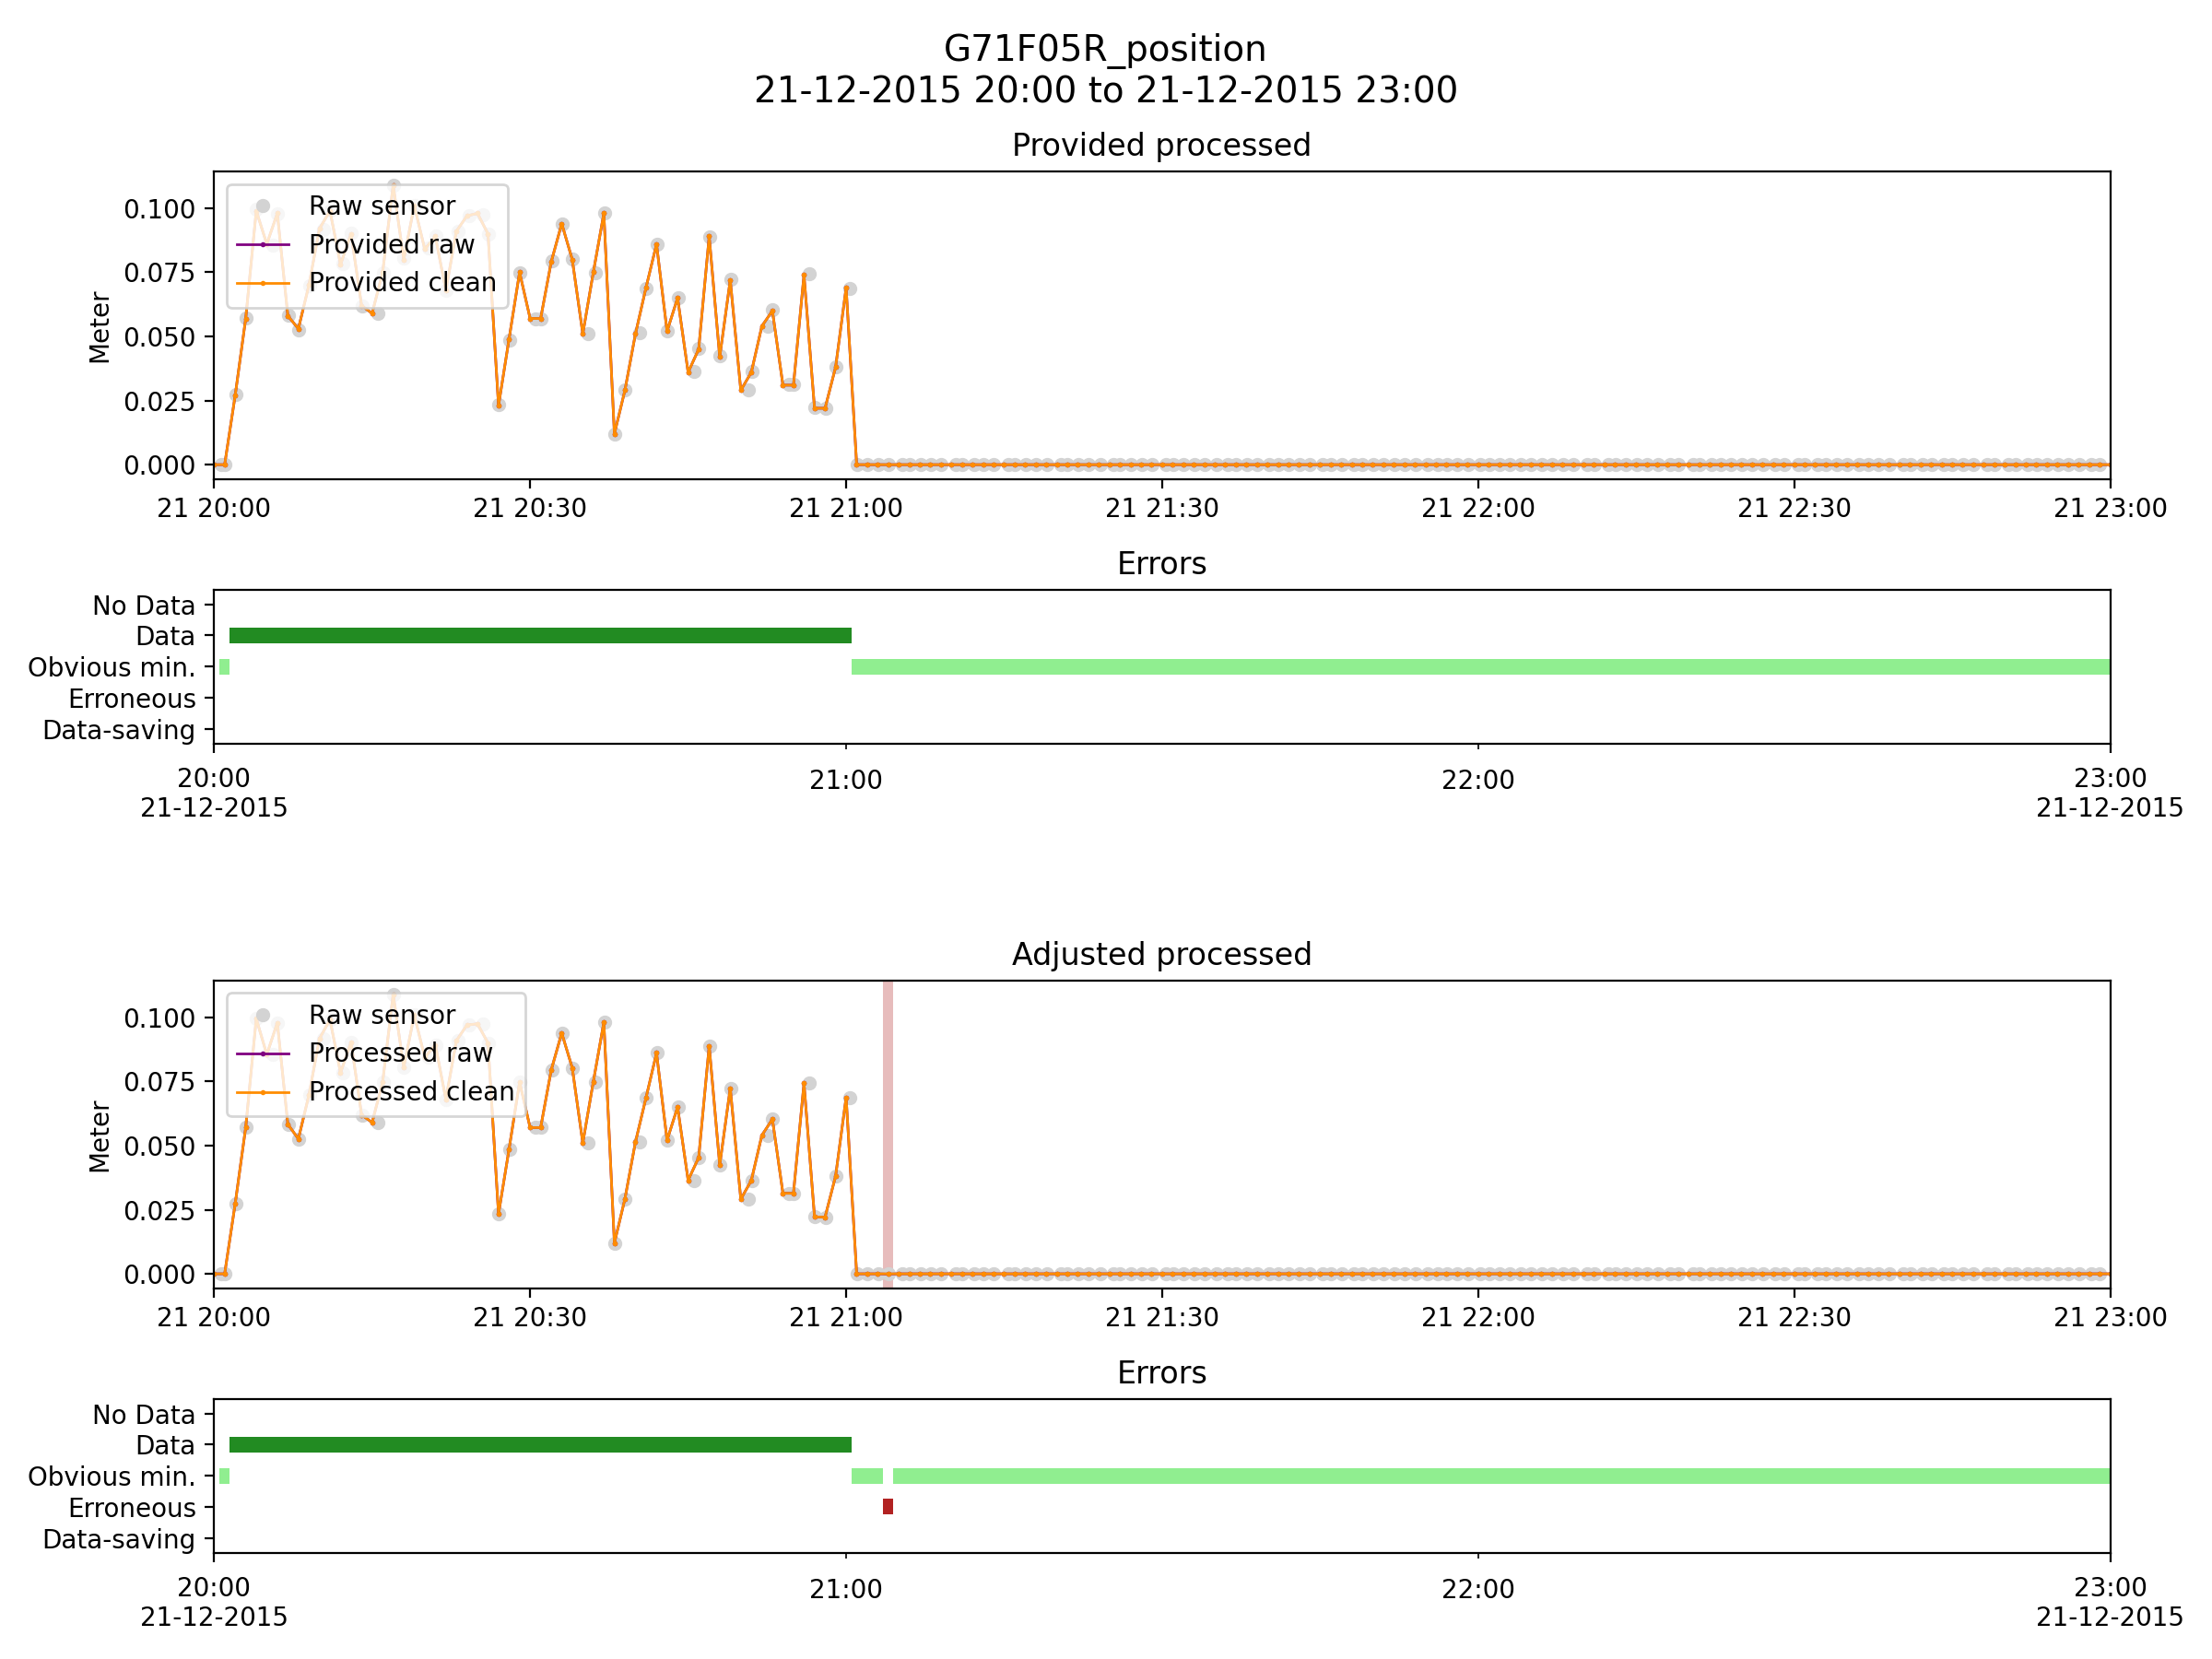 G71F05R_position
21-12-2015 20:00 to 21-12-2015 23:00
Provided processed
Raw sensor
Provided raw
Provided clean
Meter
0.100
0.075
0.050
0.025
0.000
21 20:00 21 20:30 21 21:00 21 21:30 21 22:00 21 22:30 21 23:00
Errors
No Data
Data
Obvious min.
Erroneous
Data-saving
20:00 21:00 22:00 23:00
21-12-2015 21-12-2015
Adjusted processed
Raw sensor
Processed raw
Processed clean
Meter
0.100
0.075
0.050
0.025
0.000
21 20:00 21 20:30 21 21:00 21 21:30 21 22:00 21 22:30 21 23:00
Errors
No Data
Data
Obvious min.
Erroneous
Data-saving
20:00 21:00 22:00 23:00
21-12-2015 21-12-2015